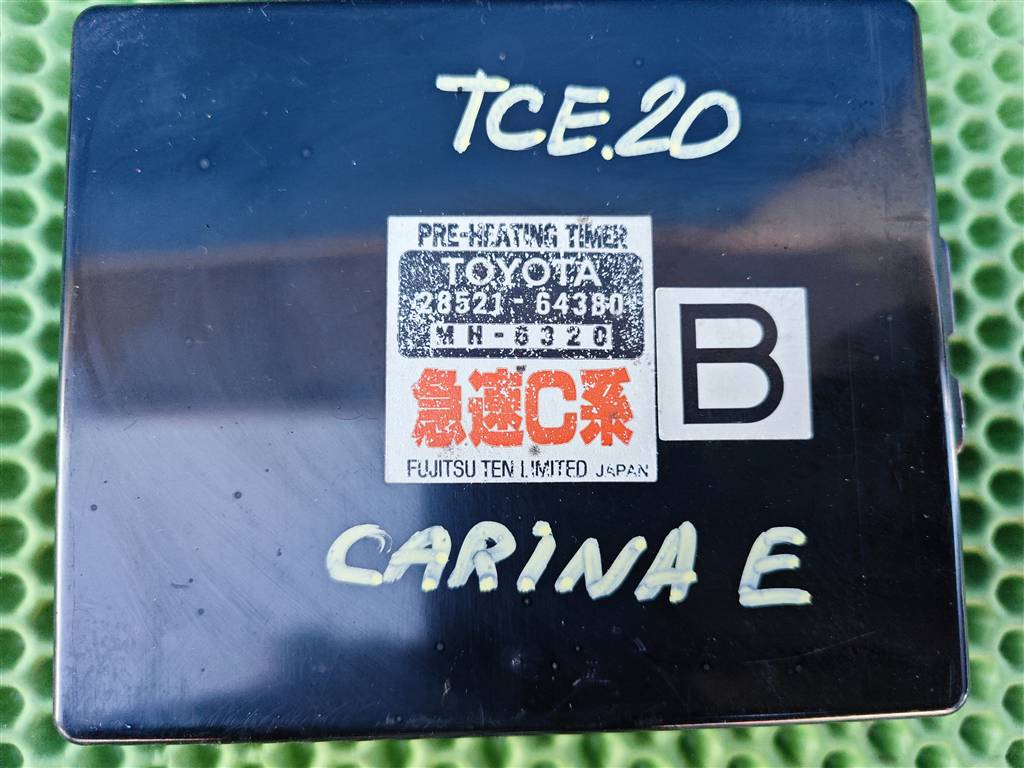 TCE.20
PRE-HEATING TIMER
TOYOTA
28521-64380
MH-6320
急速C系
FUJITSU TEN LIMITED JAPAN
B
CARINA E